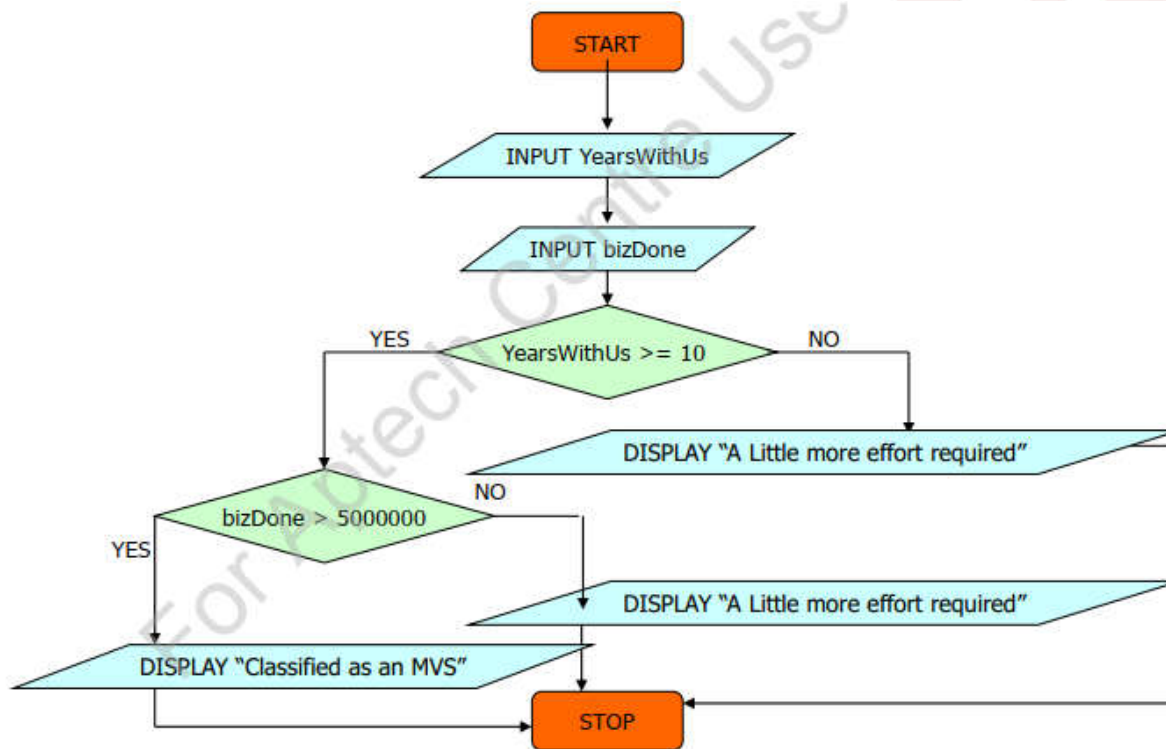 START
INPUT YearsWithUs
INPUT bizDone
YES
YearsWithUs >= 10
NO
DISPLAY “A Little more effort required”
YES
bizDone > 5000000
NO
DISPLAY “A Little more effort required”
DISPLAY “Classified as an MVS”
STOP
For Aptech Centre Use